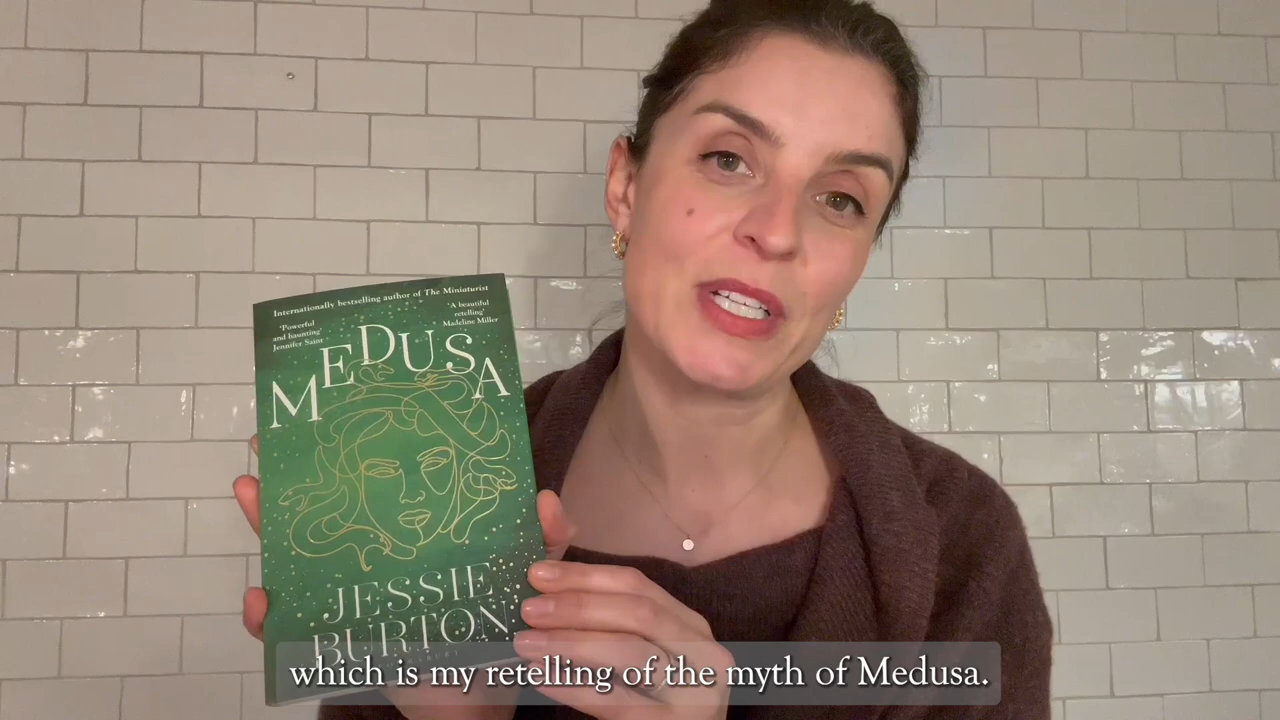 Internationally bestselling author of The Miniaturist
'Powerful
and haunting'
Jennifer Saint
'A beautiful
retelling'
Madeline Miller
MEDUSA
JESSIE
BURTON
which is my retelling of the myth of Medusa.